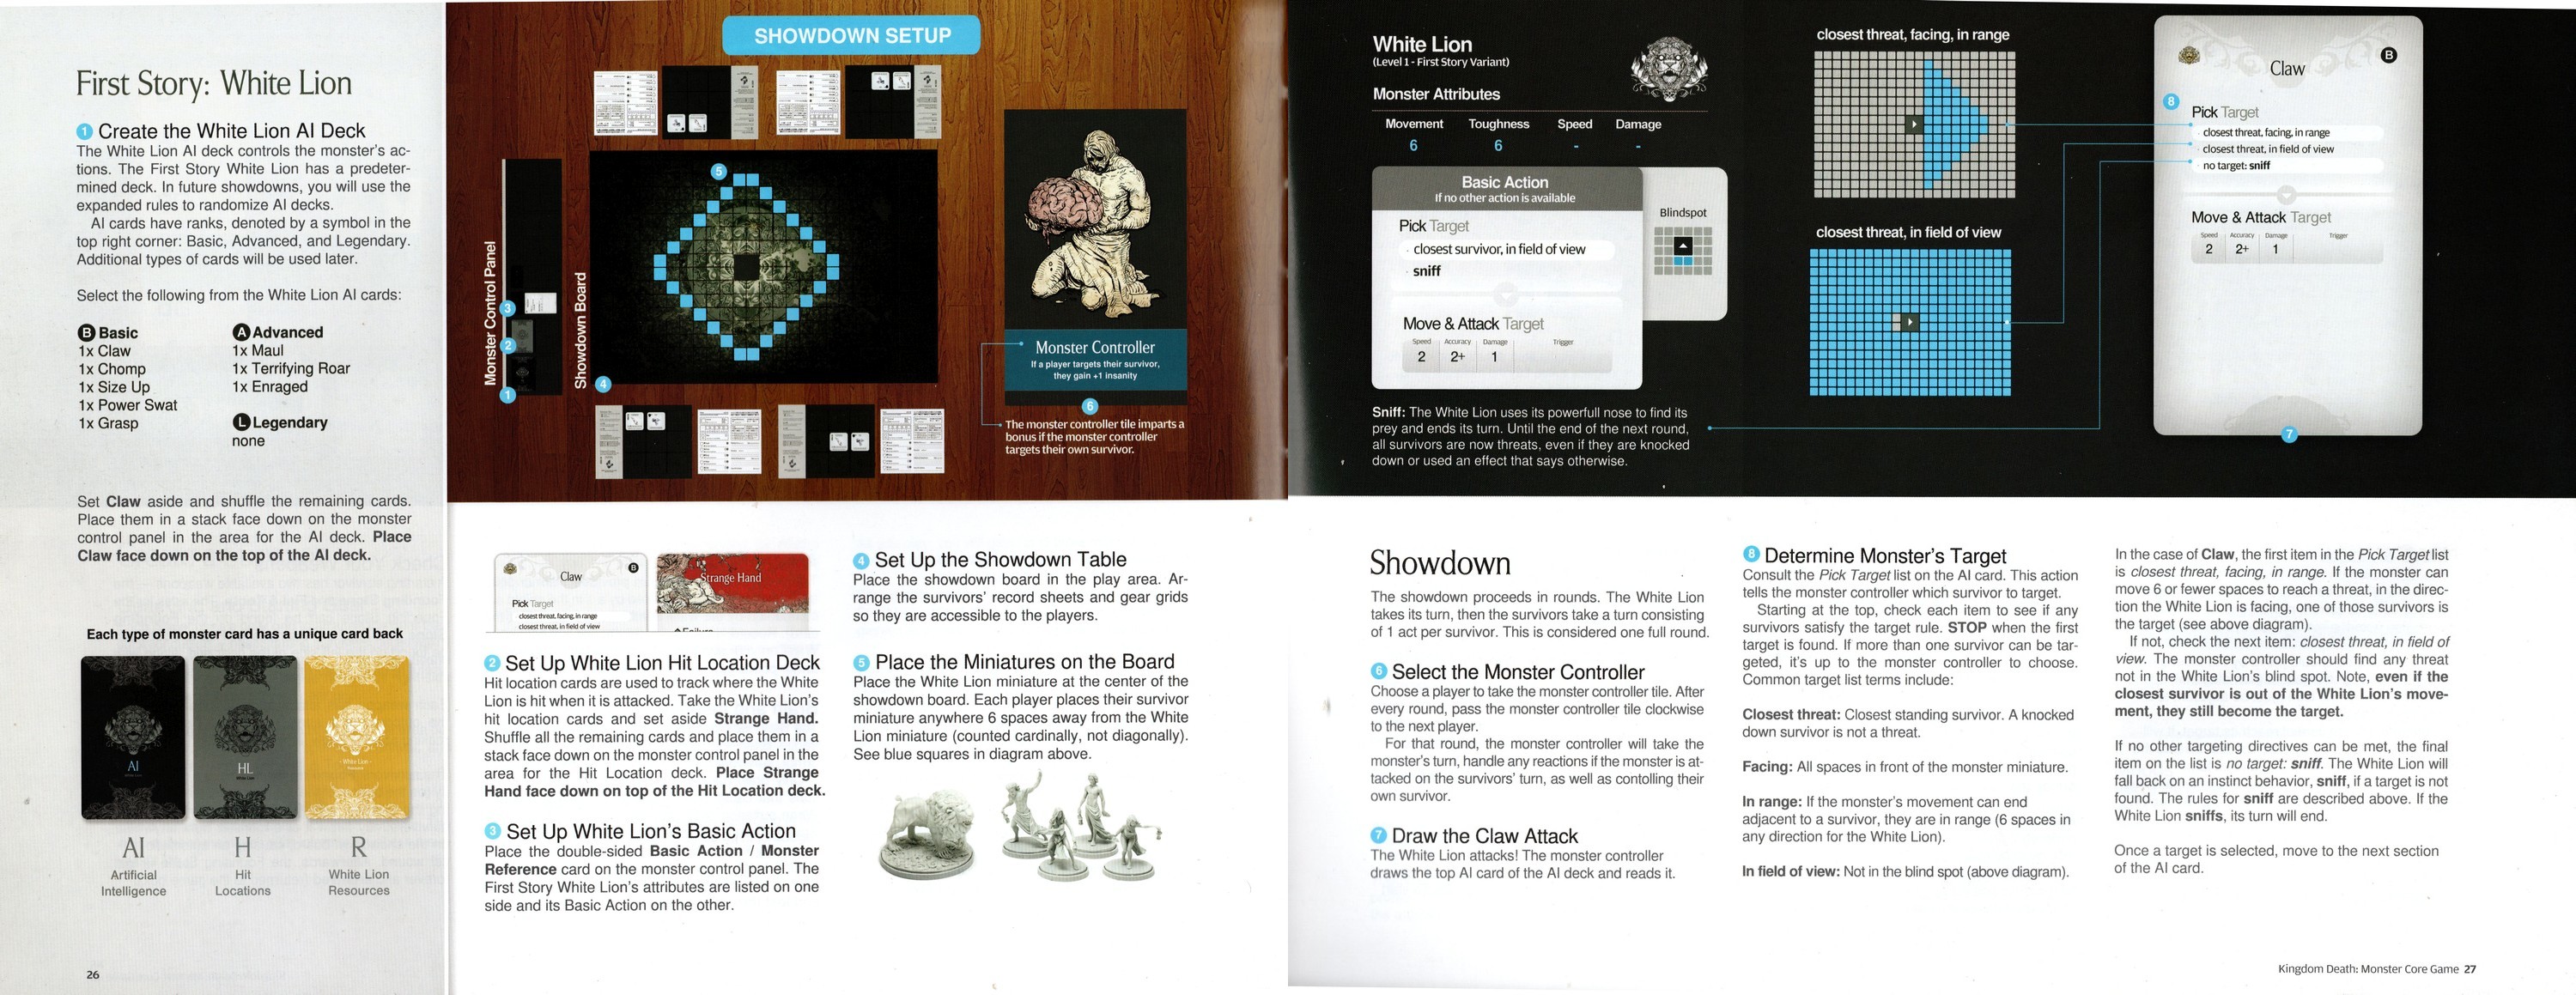 First Story: White Lion
1 Create the White Lion AI Deck
The White Lion AI deck controls the monster's ac-
tions. The First Story White Lion has a predeter-
mined deck. In future showdowns, you will use the
expanded rules to randomize AI decks.
AI cards have ranks, denoted by a symbol in the
top right corner: Basic, Advanced, and Legendary.
Additional types of cards will be used later.
Select the following from the White Lion AI cards:
B Basic
1x Claw
1x Chomp
1x Size Up
1x Power Swat
1x Grasp
A Advanced
1x Maul
1x Terrifying Roar
1x Enraged
L Legendary
none
Set Claw aside and shuffle the remaining cards.
Place them in a stack face down on the monster
control panel in the area for the AI deck. Place
Claw face down on the top of the AI deck.
Each type of monster card has a unique card back
AI
HL
White Lion
- White Lion -
Resource
AI
Artificial
Intelligence
H
Hit
Locations
R
White Lion
Resources
26
SHOWDOWN SETUP
Monster Control Panel
Showdown Board
1
2
3
4
5
Monster Controller
If a player targets their survivor,
they gain +1 insanity
6
The monster controller tile imparts a
bonus if the monster controller
targets their own survivor.
Claw
B
Pick Target
closest threat, facing, in range
closest threat, in field of view
Strange Hand
Failure
2 Set Up White Lion Hit Location Deck
Hit location cards are used to track where the White
Lion is hit when it is attacked. Take the White Lion's
hit location cards and set aside Strange Hand.
Shuffle all the remaining cards and place them in a
stack face down on the monster control panel in the
area for the Hit Location deck. Place Strange
Hand face down on top of the Hit Location deck.
3 Set Up White Lion's Basic Action
Place the double-sided Basic Action / Monster
Reference card on the monster control panel. The
First Story White Lion's attributes are listed on one
side and its Basic Action on the other.
4 Set Up the Showdown Table
Place the showdown board in the play area. Ar-
range the survivors' record sheets and gear grids
so they are accessible to the players.
5 Place the Miniatures on the Board
Place the White Lion miniature at the center of the
showdown board. Each player places their survivor
miniature anywhere 6 spaces away from the White
Lion miniature (counted cardinally, not diagonally).
See blue squares in diagram above.
White Lion
(Level 1 - First Story Variant)
Monster Attributes
Movement Toughness Speed Damage
6 6 - -
Basic Action
If no other action is available
Pick Target
· closest survivor, in field of view
· sniff
Move & Attack Target
Speed Accuracy Damage Trigger
2 2+ 1
Blindspot
Sniff: The White Lion uses its powerfull nose to find its
prey and ends its turn. Until the end of the next round,
all survivors are now threats, even if they are knocked
down or used an effect that says otherwise.
closest threat, facing, in range
closest threat, in field of view
Claw
B
8
Pick Target
· closest threat, facing, in range
· closest threat, in field of view
· no target: sniff
Move & Attack Target
Speed Accuracy Damage Trigger
2 2+ 1
7
Showdown
The showdown proceeds in rounds. The White Lion
takes its turn, then the survivors take a turn consisting
of 1 act per survivor. This is considered one full round.
6 Select the Monster Controller
Choose a player to take the monster controller tile. After
every round, pass the monster controller tile clockwise
to the next player.
For that round, the monster controller will take the
monster's turn, handle any reactions if the monster is at-
tacked on the survivors' turn, as well as contolling their
own survivor.
7 Draw the Claw Attack
The White Lion attacks! The monster controller
draws the top AI card of the AI deck and reads it.
8 Determine Monster's Target
Consult the Pick Target list on the AI card. This action
tells the monster controller which survivor to target.
Starting at the top, check each item to see if any
survivors satisfy the target rule. STOP when the first
target is found. If more than one survivor can be tar-
geted, it's up to the monster controller to choose.
Common target list terms include:
Closest threat: Closest standing survivor. A knocked
down survivor is not a threat.
Facing: All spaces in front of the monster miniature.
In range: If the monster's movement can end
adjacent to a survivor, they are in range (6 spaces in
any direction for the White Lion).
In field of view: Not in the blind spot (above diagram).
In the case of Claw, the first item in the Pick Target list
is closest threat, facing, in range. If the monster can
move 6 or fewer spaces to reach a threat, in the direc-
tion the White Lion is facing, one of those survivors is
the target (see above diagram).
If not, check the next item: closest threat, in field of
view. The monster controller should find any threat
not in the White Lion's blind spot. Note, even if the
closest survivor is out of the White Lion's move-
ment, they still become the target.
If no other targeting directives can be met, the final
item on the list is no target: sniff. The White Lion will
fall back on an instinct behavior, sniff, if a target is not
found. The rules for sniff are described above. If the
White Lion sniffs, its turn will end.
Once a target is selected, move to the next section
of the AI card.
Kingdom Death: Monster Core Game 27